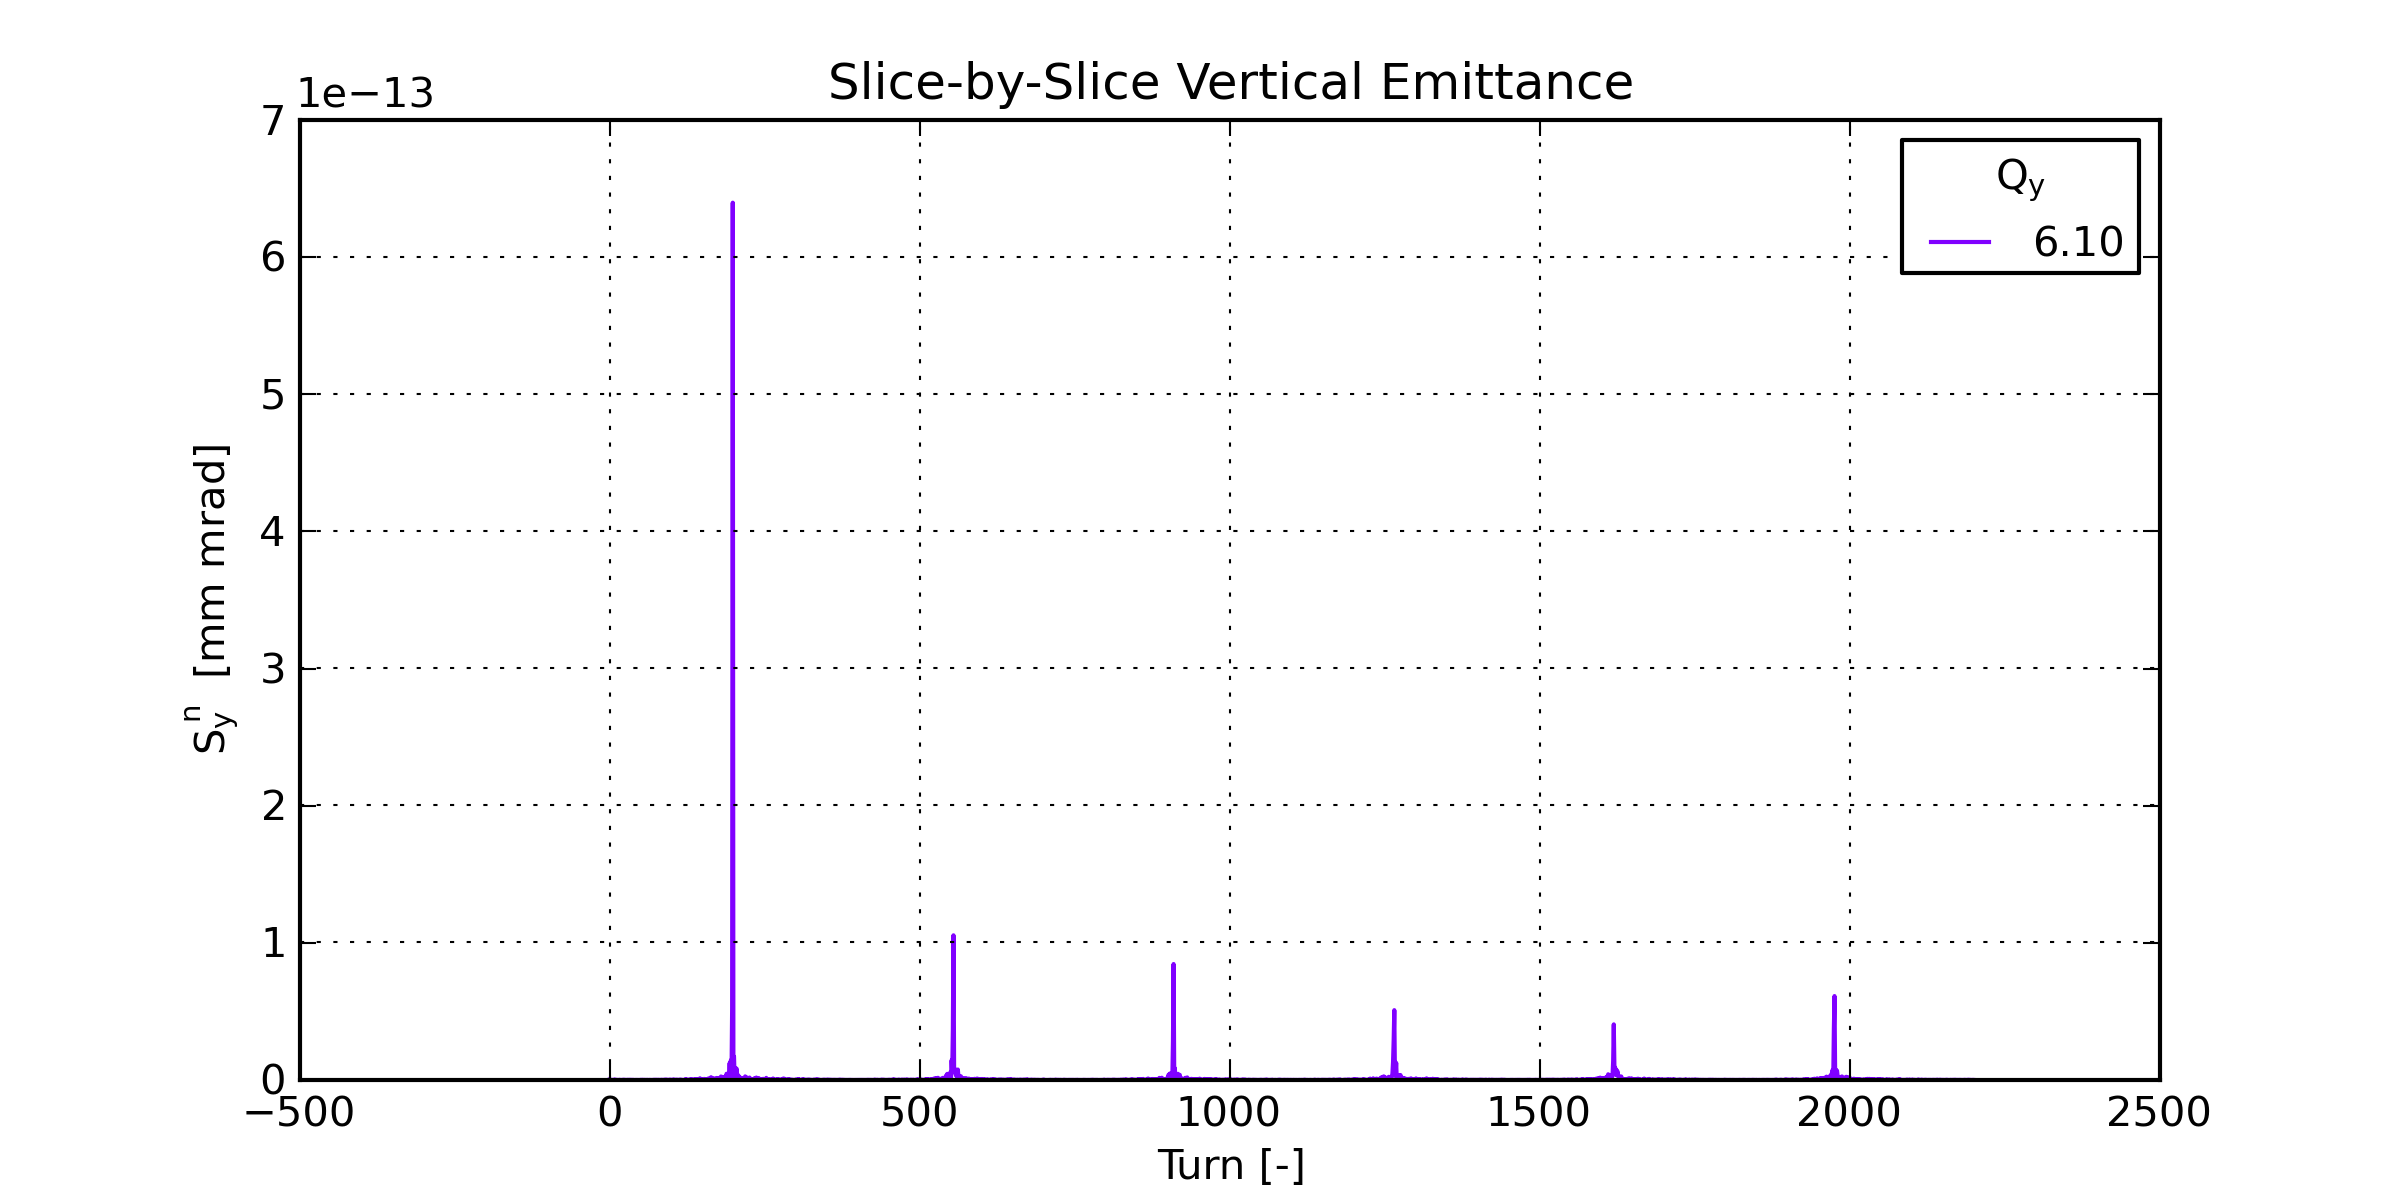 Slice-by-Slice Vertical Emittance
1e−13
7
6
5
4
3
2
1
0
S_y^n [mm mrad]
Q_y
6.10
−500 0 500 1000 1500 2000 2500
Turn [-]